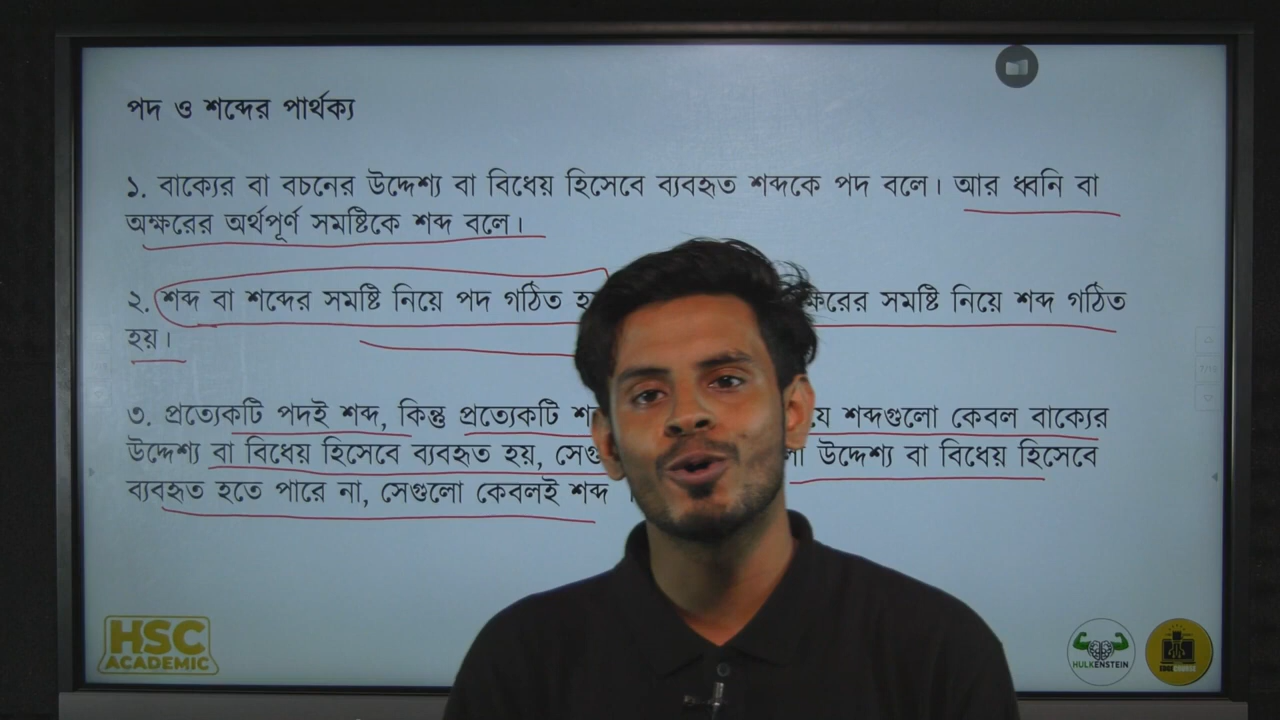 পদ ও শব্দের পার্থক্য
১. বাক্যের বা বচনের উদ্দেশ্য বা বিধেয় হিসেবে ব্যবহৃত শব্দকে পদ বলে। আর ধ্বনি বা
অক্ষরের অর্থপূর্ণ সমষ্টিকে শব্দ বলে।
২. শব্দ বা শব্দের সমষ্টি নিয়ে পদ গঠিত সমষ্টি নিয়ে শব্দ গঠিত
হয়।
৩. প্রত্যেকটি পদই শব্দ, কিন্তু প্রত্যেকটি শব্দগুলো কেবল বাক্যের
উদ্দেশ্য বা বিধেয় হিসেবে ব্যবহৃত হয়, উদ্দেশ্য বা বিধেয় হিসেবে
ব্যবহৃত হতে পারে না, সেগুলো কেবলই শব্দ
HSC
ACADEMIC
HULKENSTEIN